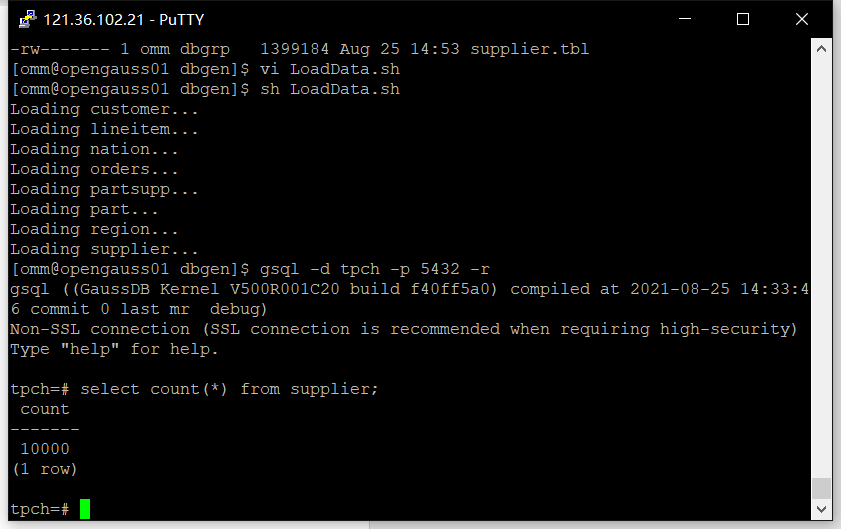 121.36.102.21 - PuTTY
-rw------- 1 omm dbgrp   1399184 Aug 25 14:53 supplier.tbl
[omm@opengauss01 dbgen]$ vi LoadData.sh
[omm@opengauss01 dbgen]$ sh LoadData.sh
Loading customer...
Loading lineitem...
Loading nation...
Loading orders...
Loading partsupp...
Loading part...
Loading region...
Loading supplier...
[omm@opengauss01 dbgen]$ gsql -d tpch -p 5432 -r
gsql ((GaussDB Kernel V500R001C20 build f40ff5a0) compiled at 2021-08-25 14:33:4
6 commit 0 last mr  debug)
Non-SSL connection (SSL connection is recommended when requiring high-security)
Type "help" for help.
tpch=# select count(*) from supplier;
 count
-------
 10000
(1 row)
tpch=#